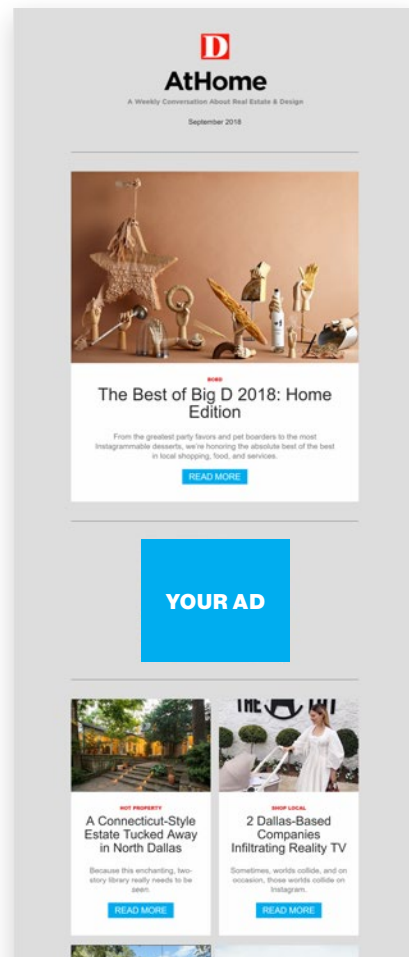 D
AtHome
A Weekly Conversation About Real Estate & Design
September 2018
BOBD
The Best of Big D 2018: Home
Edition
From the greatest party favors and pet boarders to the most
Instagrammable desserts, we're honoring the absolute best of the best
in local shopping, food, and services.
READ MORE
YOUR AD
HOT PROPERTY
A Connecticut-Style
Estate Tucked Away
in North Dallas
Because this enchanting, two-
story library really needs to be
seen.
READ MORE
THE
SHOP LOCAL
2 Dallas-Based
Companies
Infiltrating Reality TV
Sometimes, worlds collide, and on
occasion, those worlds collide on
Instagram.
READ MORE